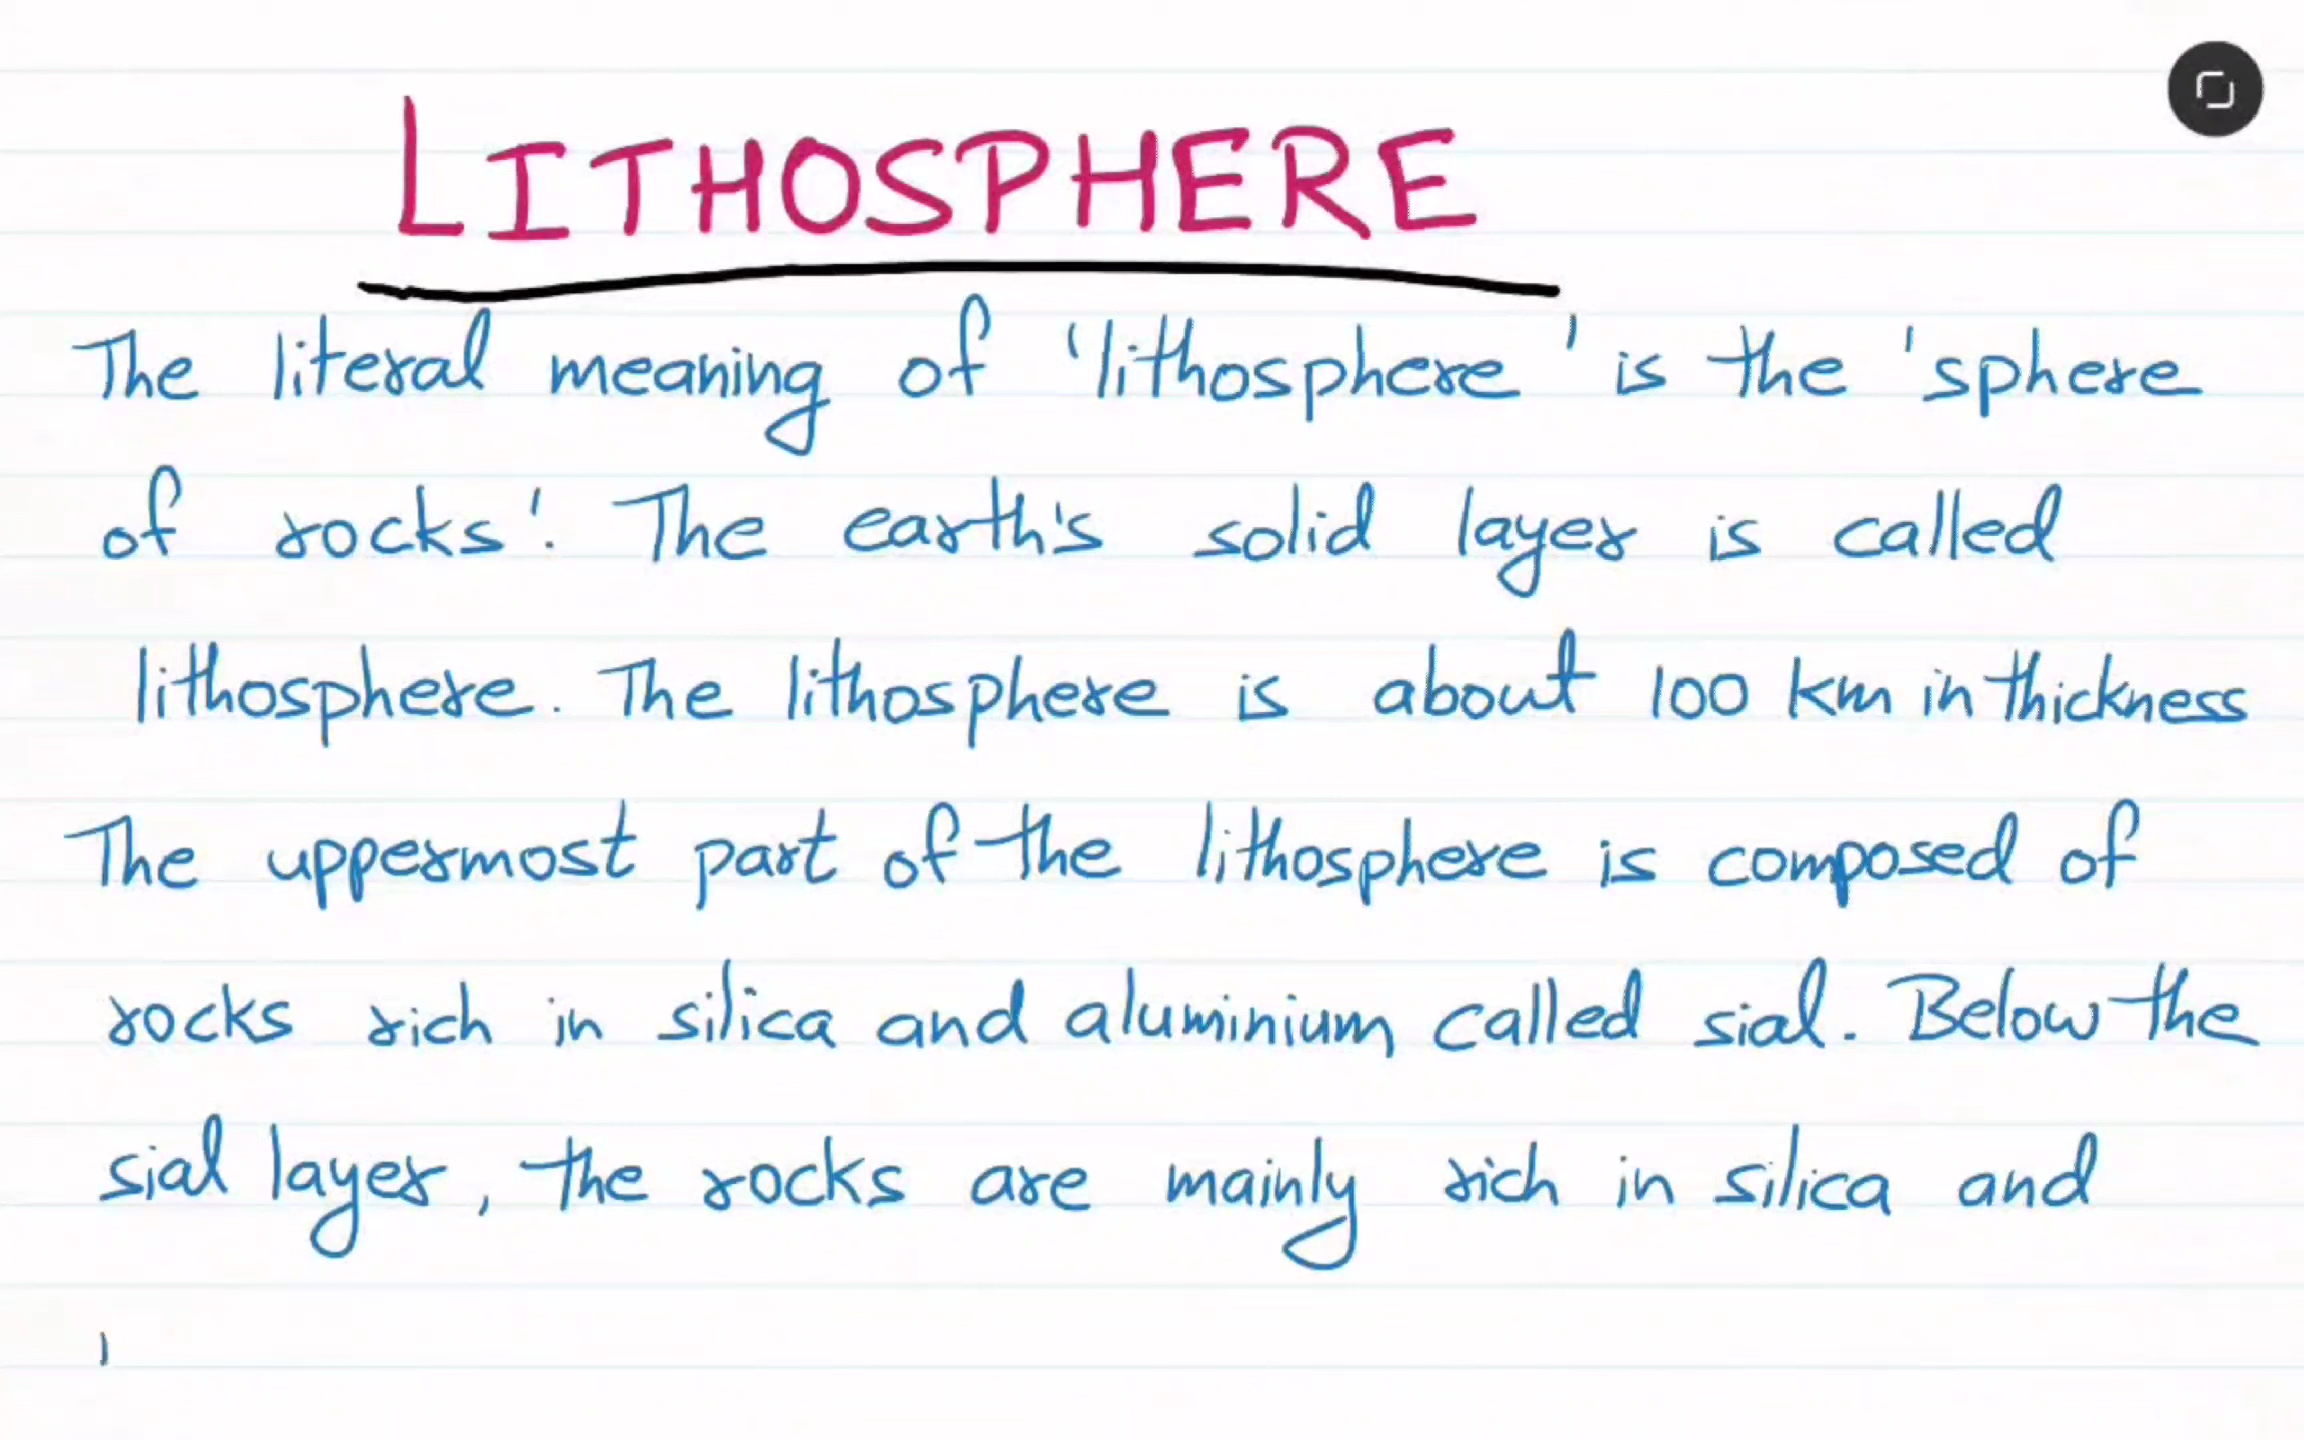 LITHOSPHERE
The literal meaning of 'lithosphere' is the 'sphere
of rocks'. The earth's solid layer is called
lithosphere. The lithosphere is about 100 km in thickness
The uppermost part of the lithosphere is composed of
rocks rich in silica and aluminium called sial. Below the
sial layer, the rocks are mainly rich in silica and